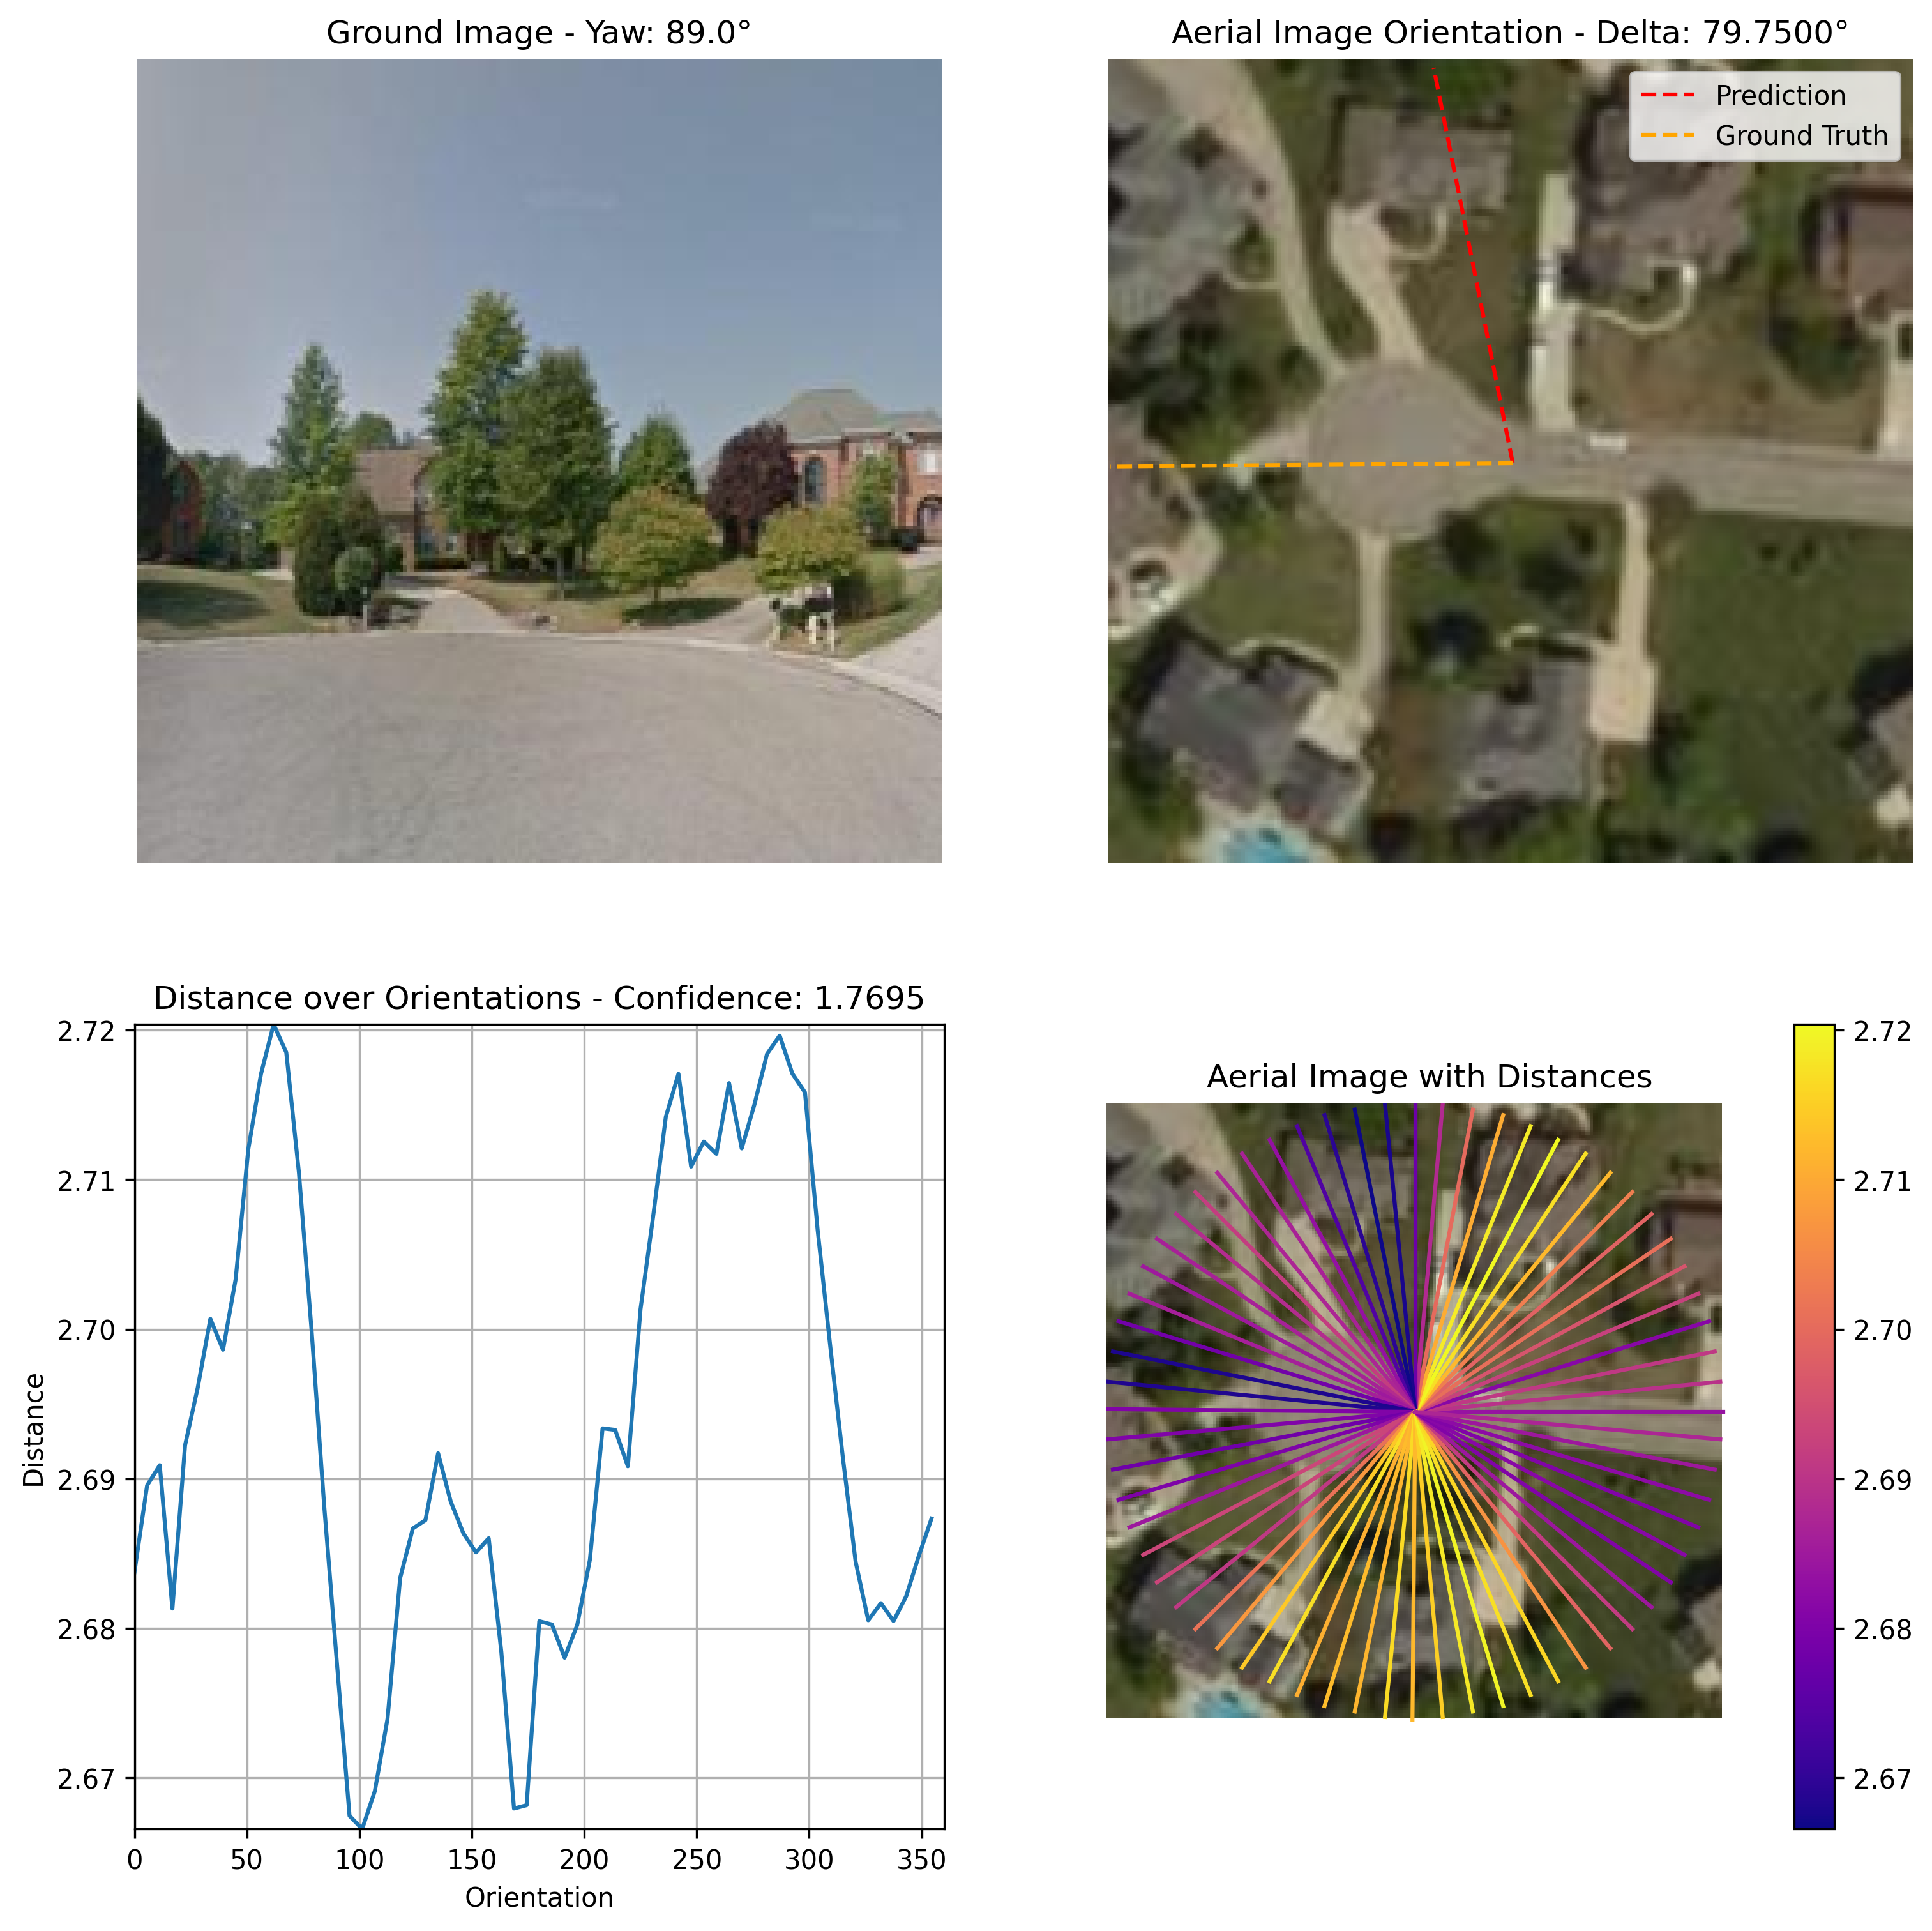 Ground Image - Yaw: 89.0°
Aerial Image Orientation - Delta: 79.7500°
Prediction
Ground Truth
Distance over Orientations - Confidence: 1.7695
2.72
2.71
2.70
2.69
2.68
2.67
Distance
0 50 100 150 200 250 300 350
Orientation
Aerial Image with Distances
2.72
2.71
2.70
2.69
2.68
2.67